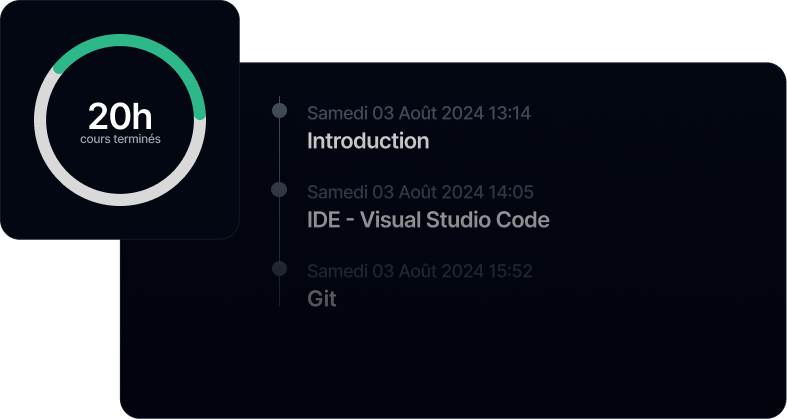 20h
cours terminés
Samedi 03 Août 2024 13:14
Introduction
Samedi 03 Août 2024 14:05
IDE - Visual Studio Code
Samedi 03 Août 2024 15:52
Git